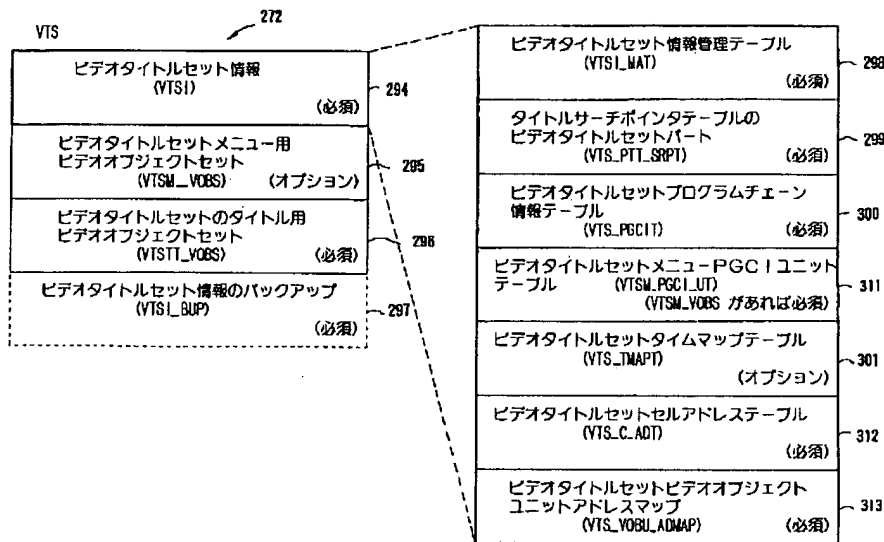 VTS
272
ビデオタイトルセット情報
(VTSI)
(必須)
294
ビデオタイトルセットメニュー用
ビデオオブジェクトセット
(VTSM_VOBS) (オプション)
295
ビデオタイトルセットのタイトル用
ビデオオブジェクトセット
(VTSTT_VOBS) (必須)
296
ビデオタイトルセット情報のバックアップ
(VTSI_BUP)
(必須)
297
ビデオタイトルセット情報管理テーブル
(VTSI_MAT)
(必須)
298
タイトルサーチポインタテーブルの
ビデオタイトルセットパート
(VTS_PTT_SRPT) (必須)
299
ビデオタイトルセットプログラムチェーン
情報テーブル
(VTS_PGCIT) (必須)
300
ビデオタイトルセットメニューPGCIユニット
テーブル (VTSM_PGCI_UT)
(VTSM_VOBS があれば必須)
311
ビデオタイトルセットタイムマップテーブル
(VTS_TMAPT)
(オプション)
301
ビデオタイトルセットセルアドレステーブル
(VTS_C_ADT)
(必須)
312
ビデオタイトルセットビデオオブジェクト
ユニットアドレスマップ
(VTS_VOBU_ADMAP) (必須)
313